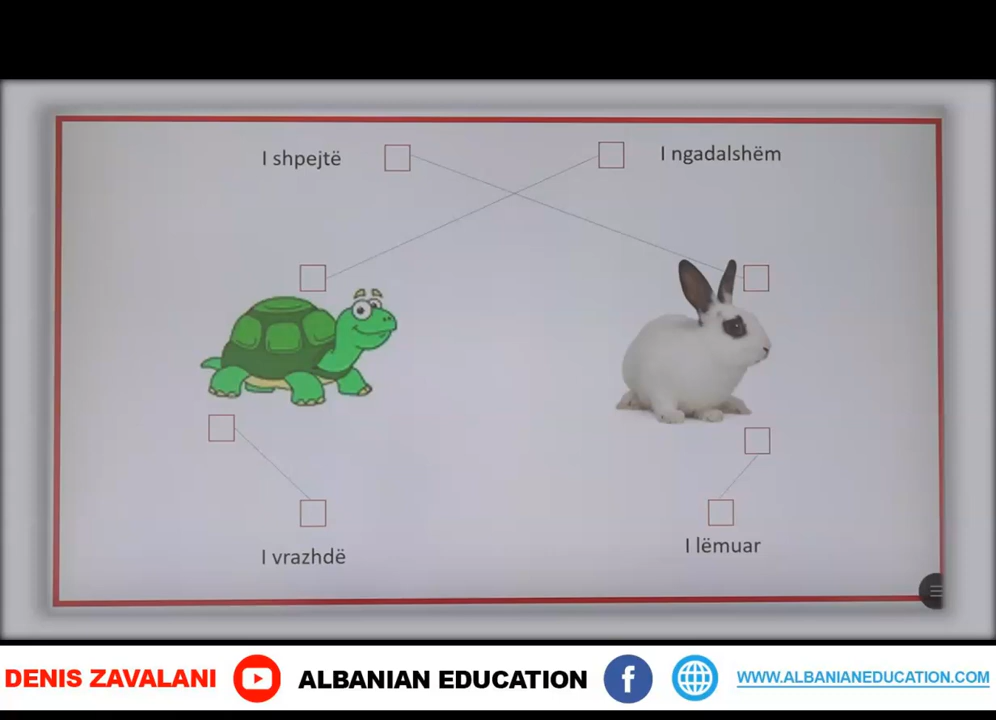 I shpejtë
I ngadalshëm
I vrazhdë
I lëmuar
DENIS ZAVALANI
ALBANIAN EDUCATION
WWW.ALBANIANEDUCATION.COM